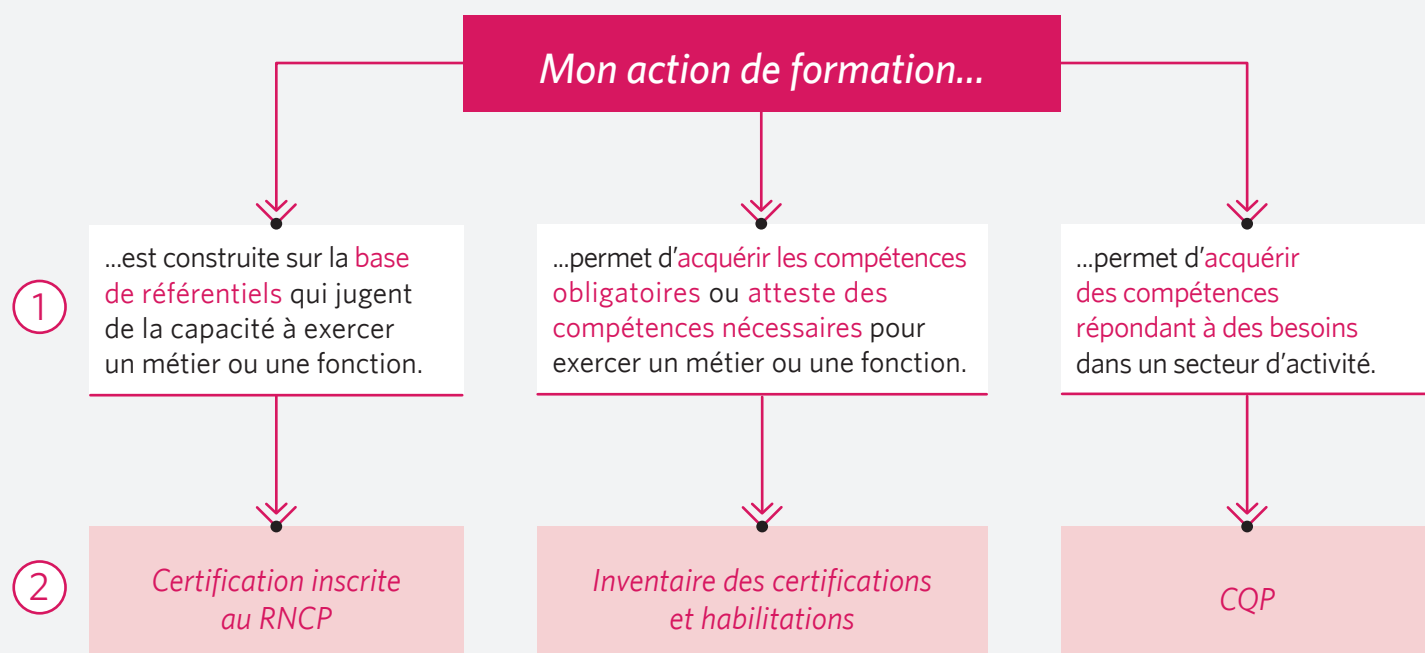 Mon action de formation...
1
...est construite sur la base
de référentiels qui jugent
de la capacité à exercer
un métier ou une fonction.
...permet d'acquérir les compétences
obligatoires ou atteste des
compétences nécessaires pour
exercer un métier ou une fonction.
...permet d'acquérir
des compétences
répondant à des besoins
dans un secteur d'activité.
2
Certification inscrite
au RNCP
Inventaire des certifications
et habilitations
CQP